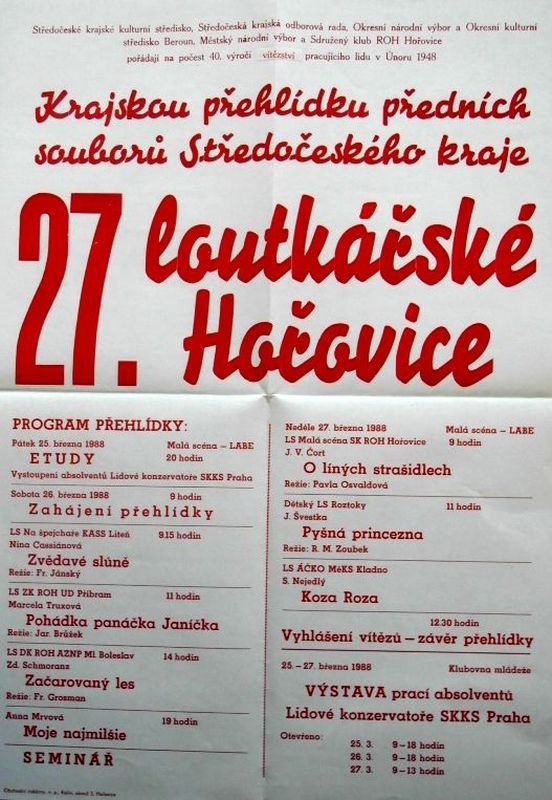 Středočeské krajské kulturní středisko, Středočeská krajská odborová rada, Okresní národní výbor a Okresní kulturní
středisko Beroun, Městský národní výbor a Sdružený klub ROH Hořovice
pořádají na počest 40. výročí vítězství pracujícího lidu v Únoru 1948
Krajskou přehlídku předních
souborů Středočeského kraje
27. loutkářské
Hořovice
PROGRAM PŘEHLÍDKY:
Pátek 25. března 1988 Malá scéna – LABE
ETUDY 20 hodin
Vystoupení absolventů Lidové konzervatoře SKKS Praha
Sobota 26. března 1988 9 hodin
Zahájení přehlídky
LS Na špejchaře KASS Liteň 9.15 hodin
Nina Cassiánová
Zvědavé slůně
Režie: Fr. Jánský
LS ZK ROH UD Příbram 11 hodin
Marcela Truxová
Pohádka panáčka Janíčka
Režie: Jar. Brůžek
LS DK ROH AZNP Ml. Boleslav 14 hodin
Zd. Schmoranz
Začarovaný les
Režie: Fr. Grosman
Anna Mrvová 19 hodin
Moje najmilšie
SEMINÁŘ
Neděle 27. března 1988 Malá scéna – LABE
LS Malá scéna SK ROH Hořovice 9 hodin
J. V. Čort
O líných strašidlech
Režie: Pavla Osvaldová
Dětský LS Roztoky 11 hodin
J. Švestka
Pyšná princezna
Režie: R. M. Zoubek
LS AČKO MěKS Kladno
S. Nejedlý
Koza Roza
12.30 hodin
Vyhlášení vítězů – závěr přehlídky
25. – 27. března 1988 Klubovna mládeže
VÝSTAVA prací absolventů
Lidové konzervatoře SKKS Praha
Otevřeno:
25. 3. 9 – 18 hodin
26. 3. 9 – 18 hodin
27. 3. 9 – 13 hodin